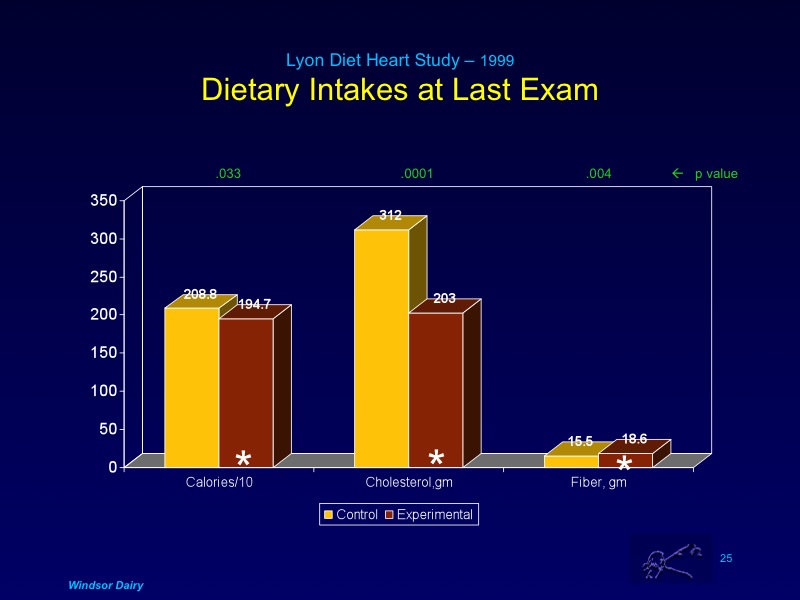 Lyon Diet Heart Study – 1999
Dietary Intakes at Last Exam
.033 .0001 .004 ← p value
350
300
250
200
150
100
50
0
312
208.8 194.7 203
15.5 18.6
* * *
Calories/10 Cholesterol,gm Fiber, gm
Control Experimental
25
Windsor Dairy